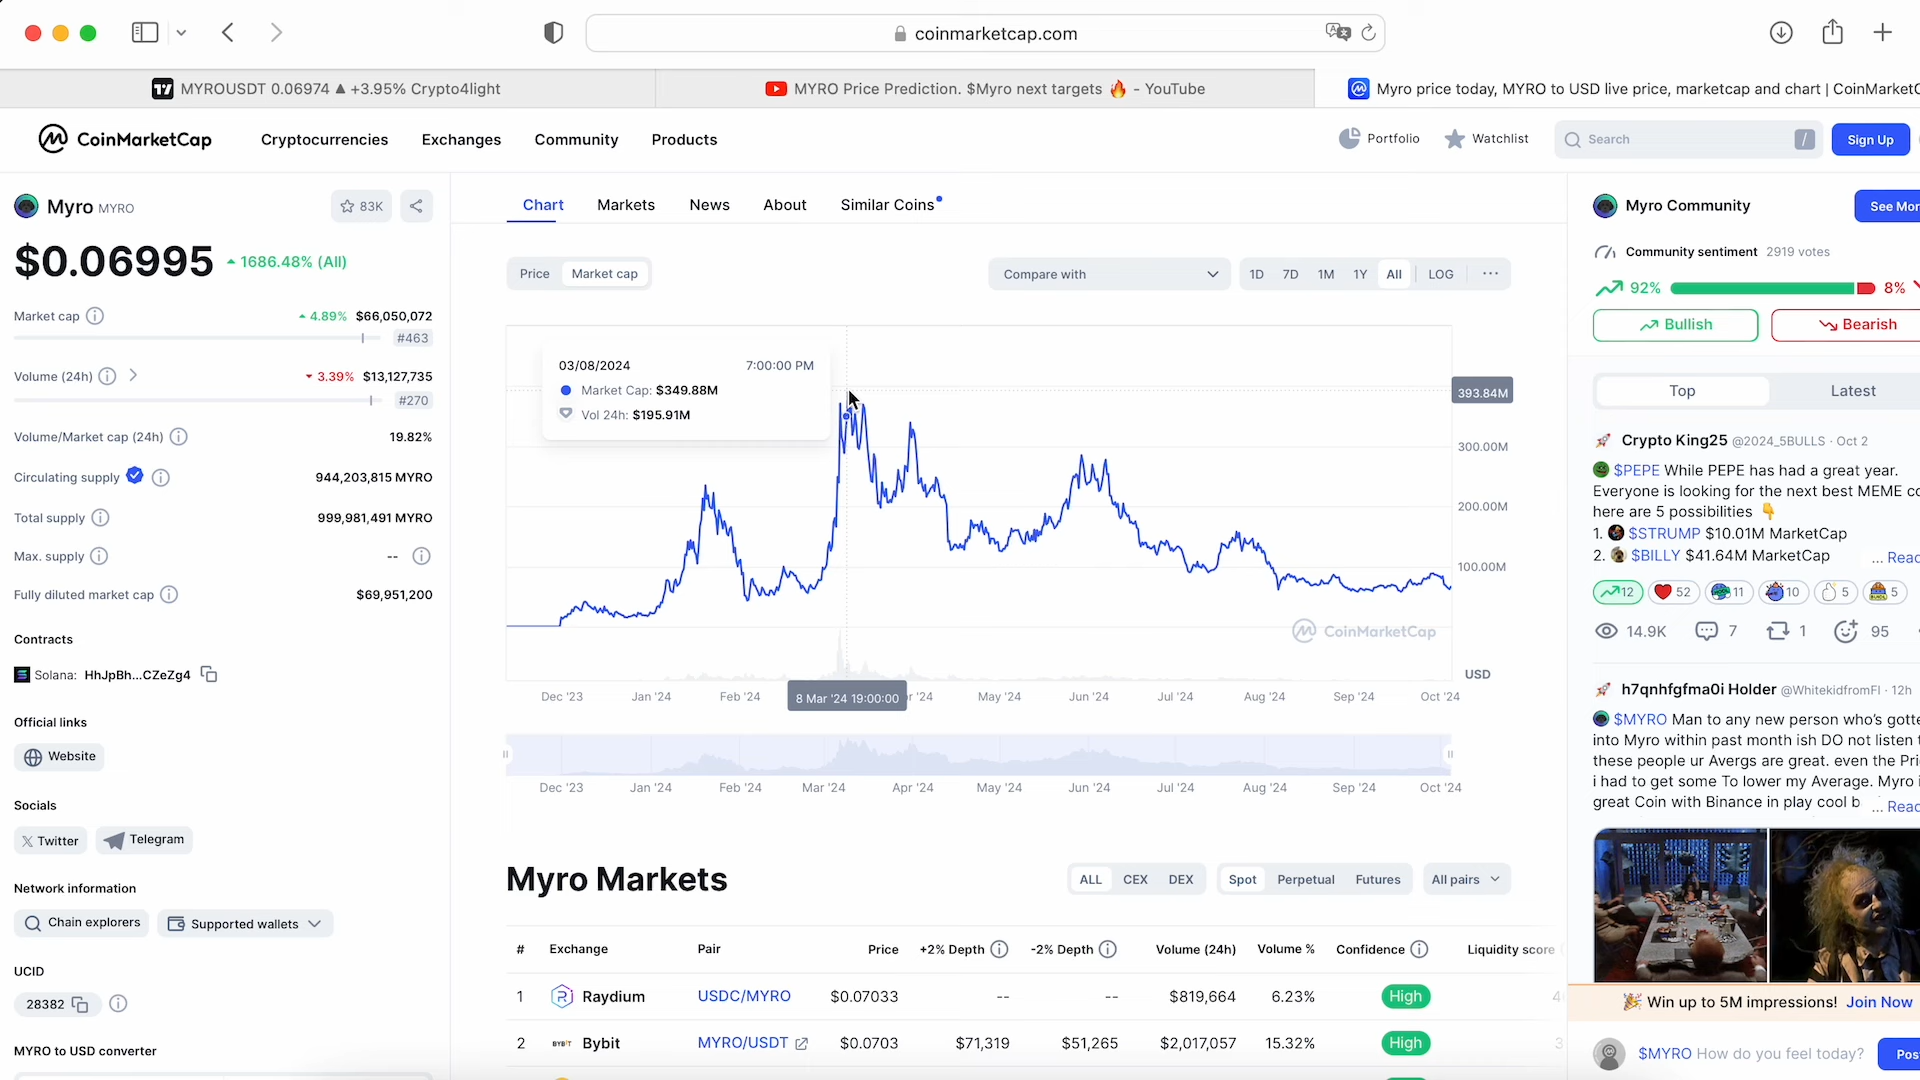 coinmarketcap.com
MYROUSDT 0.06974 ▲ +3.95% Crypto4light
MYRO Price Prediction. $Myro next targets 🔥 - YouTube
Myro price today, MYRO to USD live price, marketcap and chart | CoinMarketC
CoinMarketCap
Cryptocurrencies
Exchanges
Community
Products
Portfolio
Watchlist
Search
/
Sign Up
Myro MYRO
83K
$0.06995
1686.48% (All)
Market cap
4.89% $66,050,072
#463
Volume (24h)
3.39% $13,127,735
#270
Volume/Market cap (24h)
19.82%
Circulating supply
944,203,815 MYRO
Total supply
999,981,491 MYRO
Max. supply
--
Fully diluted market cap
$69,951,200
Contracts
Solana: HhJpBh...CZeZg4
Official links
Website
Socials
Twitter
Telegram
Network information
Chain explorers
Supported wallets
UCID
28382
MYRO to USD converter
Chart
Markets
News
About
Similar Coins
Price
Market cap
Compare with
1D
7D
1M
1Y
All
LOG
...
03/08/2024 7:00:00 PM
Market Cap: $349.88M
Vol 24h: $195.91M
393.84M
300.00M
200.00M
100.00M
CoinMarketCap
USD
Dec '23
Jan '24
Feb '24
8 Mar '24 19:00:00
r '24
May '24
Jun '24
Jul '24
Aug '24
Sep '24
Oct '24
Dec '23
Jan '24
Feb '24
Mar '24
Apr '24
May '24
Jun '24
Jul '24
Aug '24
Sep '24
Oct '24
Myro Markets
ALL
CEX
DEX
Spot
Perpetual
Futures
All pairs
# Exchange Pair Price +2% Depth -2% Depth Volume (24h) Volume % Confidence Liquidity score
1 Raydium USDC/MYRO $0.07033 -- -- $819,664 6.23% High
2 Bybit MYRO/USDT $0.0703 $71,319 $51,265 $2,017,057 15.32% High
Myro Community
See Mor
Community sentiment 2919 votes
92%
8%
Bullish
Bearish
Top
Latest
Crypto King25 @2024_5BULLS · Oct 2
$PEPE While PEPE has had a great year.
Everyone is looking for the next best MEME co
here are 5 possibilities 👇
1. $STRUMP $10.01M MarketCap
2. $BILLY $41.64M MarketCap
... Read
12
52
11
10
5
5
14.9K
7
1
95
h7qnhfgfma0i Holder @WhitekidfromFl · 12h
$MYRO Man to any new person who's gotte
into Myro within past month ish DO not listen t
these people ur Avergs are great. even the Pri
i had to get some To lower my Average. Myro i
great Coin with Binance in play cool b ... Read
🎉 Win up to 5M impressions! Join Now
$MYRO How do you feel today?
Pos